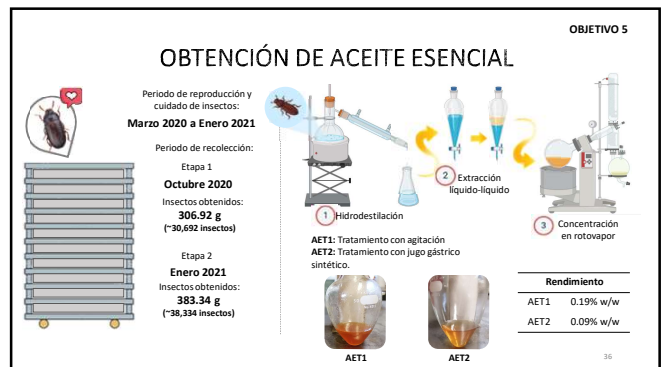 OBJETIVO 5
OBTENCIÓN DE ACEITE ESENCIAL
Periodo de reproducción y
cuidado de insectos:
Marzo 2020 a Enero 2021
Periodo de recolección:
Etapa 1
Octubre 2020
Insectos obtenidos:
306.92 g
(~30,692 insectos)
Etapa 2
Enero 2021
Insectos obtenidos:
383.34 g
(~38,334 insectos)
1 Hidrodestilación
2 Extracción
líquido-líquido
3 Concentración
en rotovapor
AET1: Tratamiento con agitación
AET2: Tratamiento con jugo gástrico
sintético.
AET1
AET2
Rendimiento
AET1 0.19% w/w
AET2 0.09% w/w
36